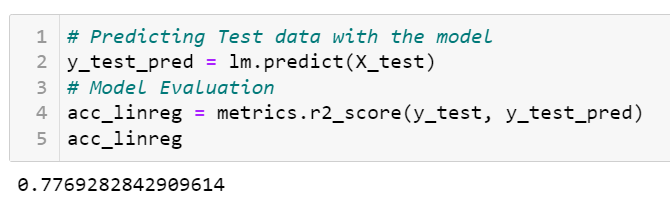 1 # Predicting Test data with the model
2 y_test_pred = lm.predict(X_test)
3 # Model Evaluation
4 acc_linreg = metrics.r2_score(y_test, y_test_pred)
5 acc_linreg
0.7769282842909614